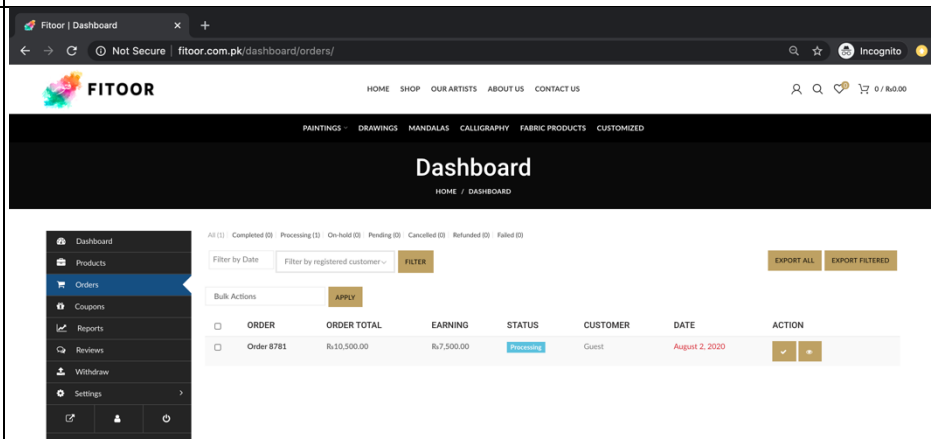 Fitoor | Dashboard
Not Secure | fitoor.com.pk/dashboard/orders/
Incognito
FITOOR
HOME SHOP OUR ARTISTS ABOUT US CONTACT US
0 / ₨0.00
PAINTINGS DRAWINGS MANDALAS CALLIGRAPHY FABRIC PRODUCTS CUSTOMIZED
Dashboard
HOME / DASHBOARD
Dashboard
Products
Orders
Coupons
Reports
Reviews
Withdraw
Settings
All (1) Completed (0) Processing (1) On-hold (0) Pending (0) Cancelled (0) Refunded (0) Failed (0)
Filter by Date Filter by registered customer FILTER EXPORT ALL EXPORT FILTERED
Bulk Actions APPLY
ORDER ORDER TOTAL EARNING STATUS CUSTOMER DATE ACTION
Order 8781 ₨10,500.00 ₨7,500.00 Processing Guest August 2, 2020